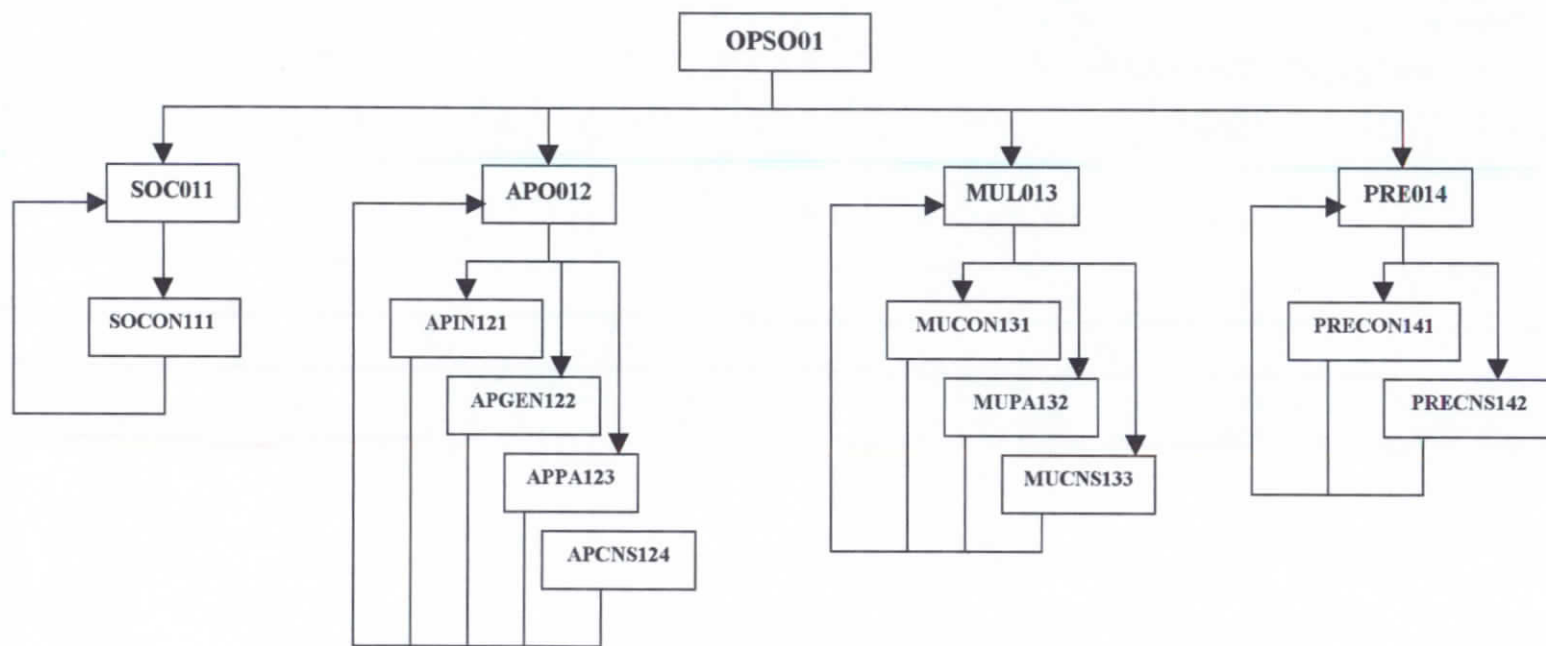 OPSO01
SOC011
APO012
MUL013
PRE014
SOCON111
APIN121
MUCON131
PRECON141
APGEN122
MUPA132
PRECNS142
APPA123
MUCNS133
APCNS124